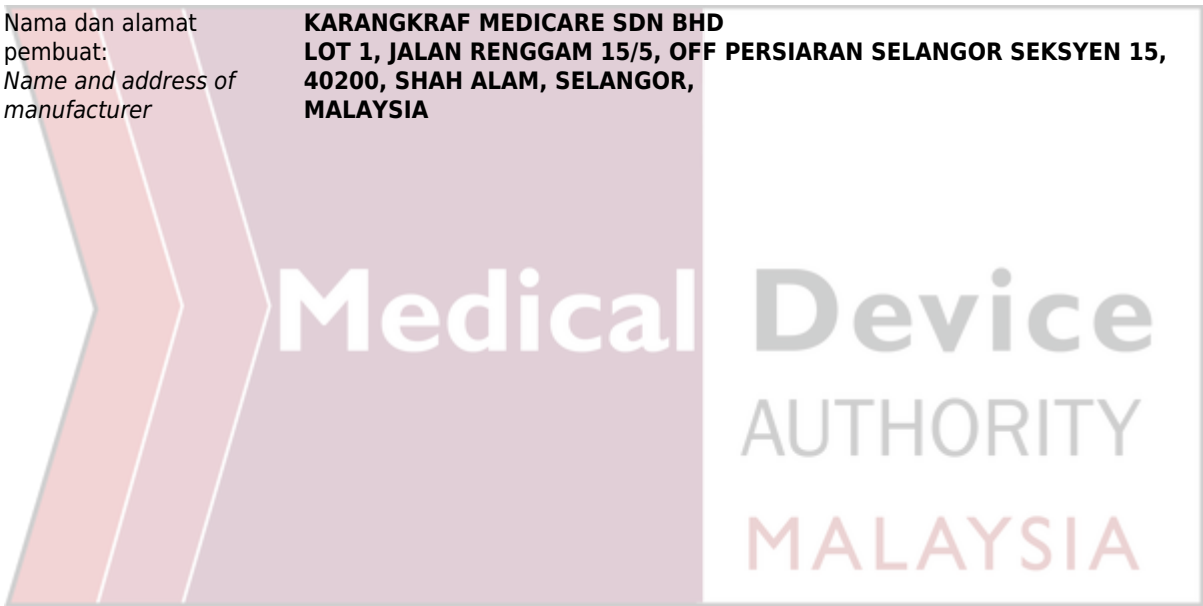 Nama dan alamat pembuat:
Name and address of manufacturer
KARANGKRAF MEDICARE SDN BHD
LOT 1, JALAN RENGGAM 15/5, OFF PERSIARAN SELANGOR SEKSYEN 15,
40200, SHAH ALAM, SELANGOR,
MALAYSIA
Medical Device
AUTHORITY
MALAYSIA